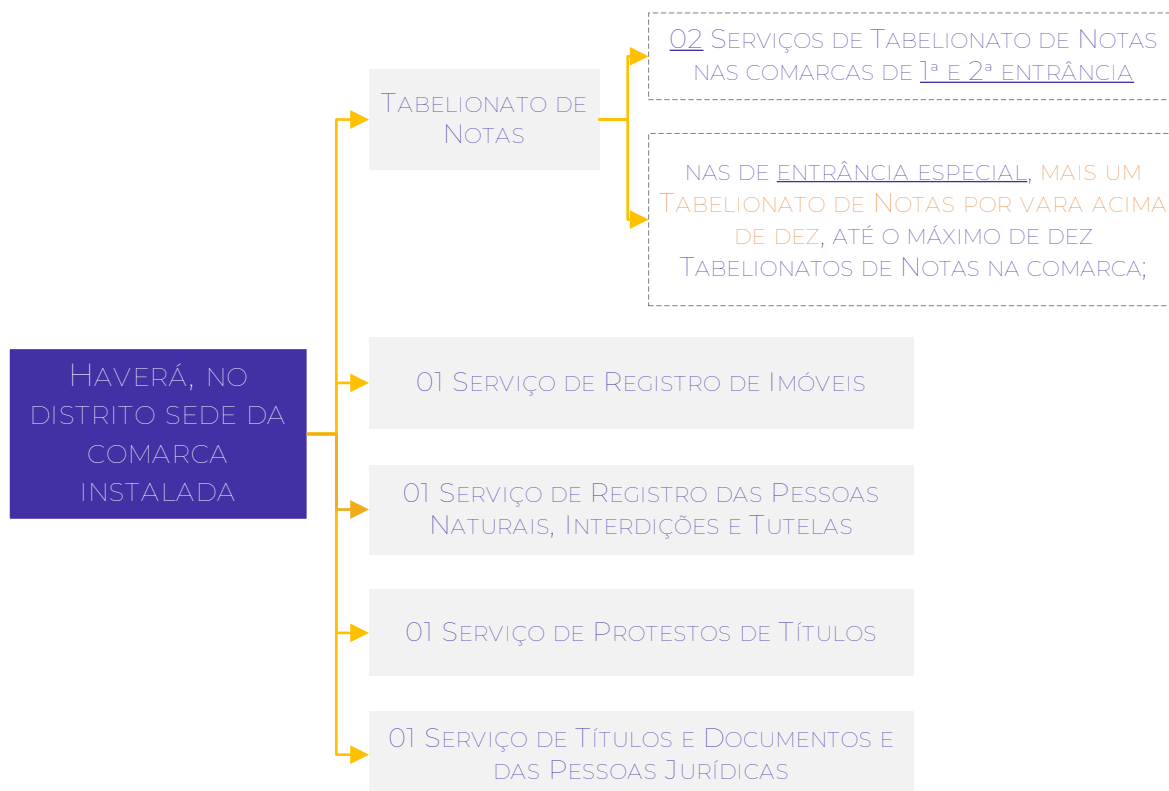 Haverá, no
distrito sede da
comarca
instalada
Tabelionato de
Notas
02 Serviços de Tabelionato de Notas
nas comarcas de 1ª e 2ª entrância
nas de entrância especial, mais um
Tabelionato de Notas por vara acima
de dez, até o máximo de dez
Tabelionatos de Notas na comarca;
01 Serviço de Registro de Imóveis
01 Serviço de Registro das Pessoas
Naturais, Interdições e Tutelas
01 Serviço de Protestos de Títulos
01 Serviço de Títulos e Documentos e
das Pessoas Jurídicas